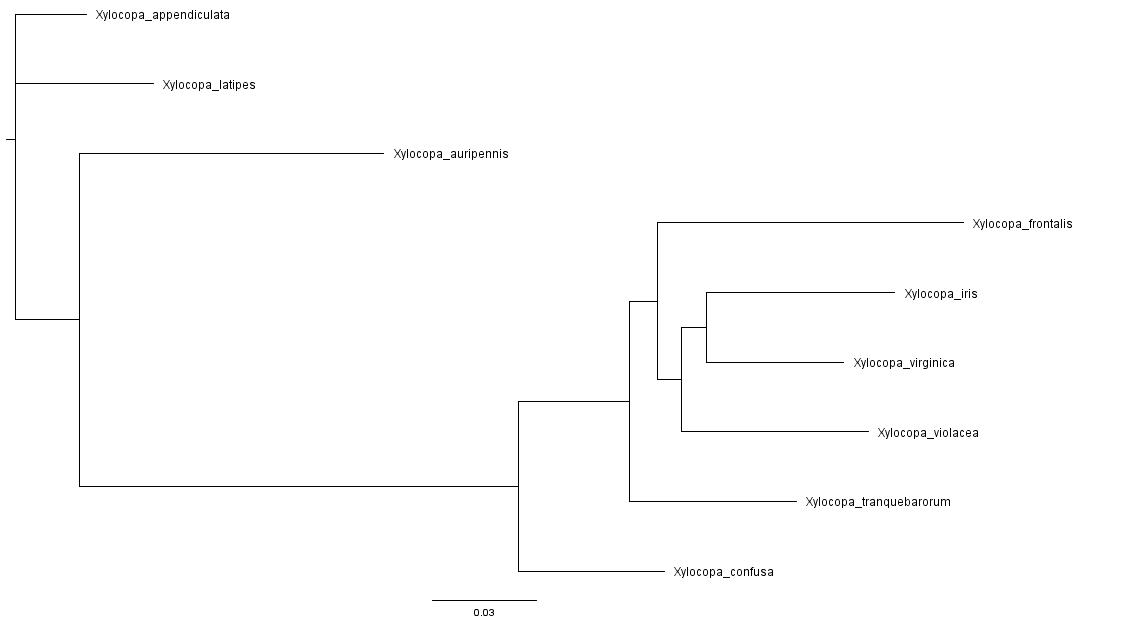 Xylocopa_appendiculata
Xylocopa_latipes
Xylocopa_auripennis
Xylocopa_frontalis
Xylocopa_iris
Xylocopa_virginica
Xylocopa_violacea
Xylocopa_tranquebarorum
Xylocopa_confusa
0.03